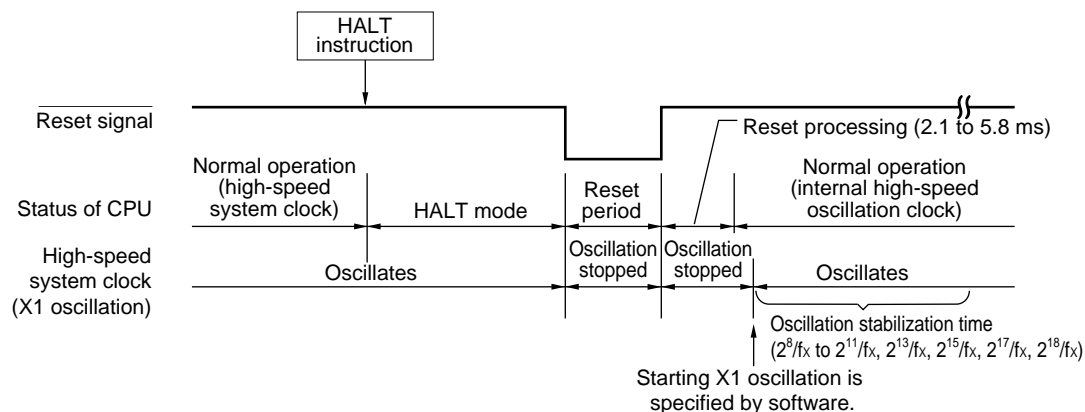 HALT
instruction
Reset signal
Reset processing (2.1 to 5.8 ms)
Normal operation
(high-speed
system clock)
Reset
period
Normal operation
(internal high-speed
oscillation clock)
Status of CPU
HALT mode
High-speed
system clock
(X1 oscillation)
Oscillates
Oscillation
stopped
Oscillation
stopped
Oscillates
Oscillation stabilization time
(2⁸/fx to 2¹¹/fx, 2¹³/fx, 2¹⁵/fx, 2¹⁷/fx, 2¹⁸/fx)
Starting X1 oscillation is
specified by software.